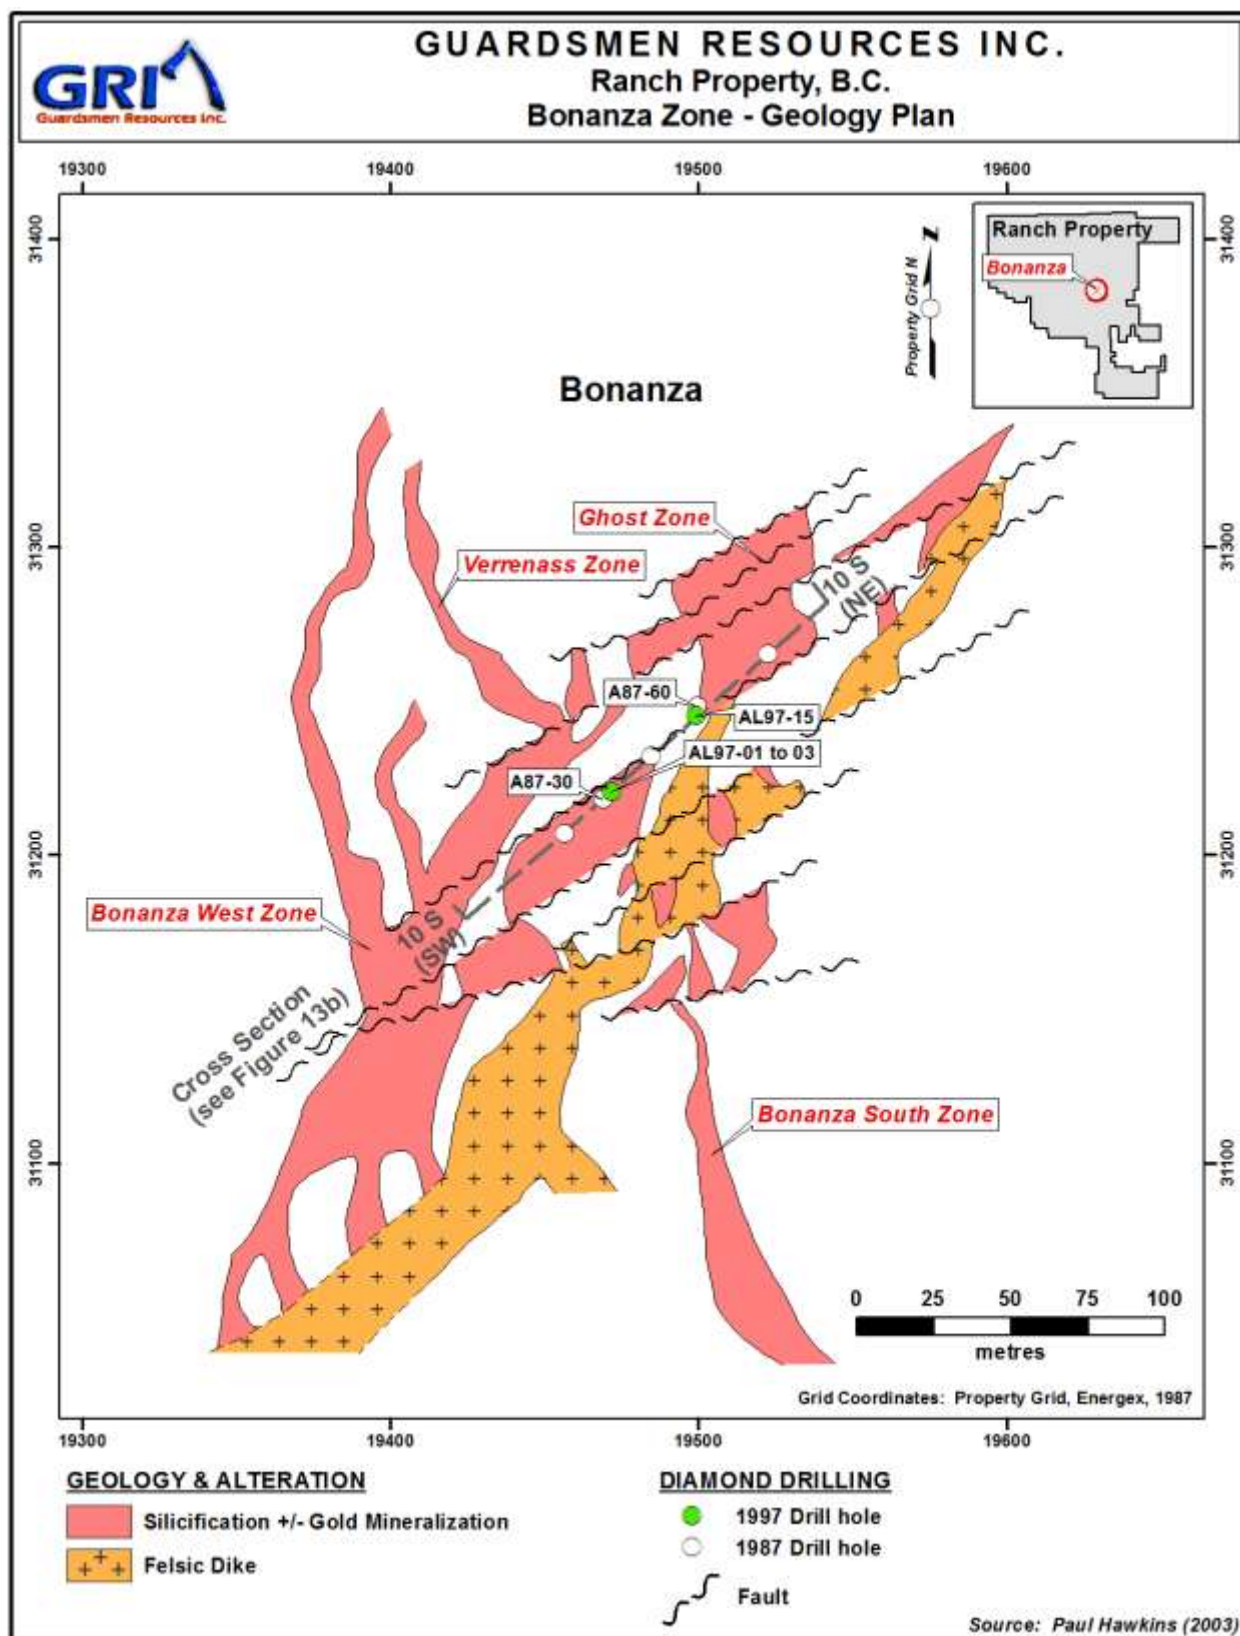 GRI
Guardsmen Resources Inc.
GUARDSMEN RESOURCES INC.
Ranch Property, B.C.
Bonanza Zone - Geology Plan
19300
19400
19500
19600
31400
31400
Property Grid N
N
Ranch Property
Bonanza
Bonanza
Ghost Zone
31300
31300
Verrenass Zone
10 S
(NE)
A87-60
AL97-15
AL97-01 to 03
A87-30
31200
31200
Bonanza West Zone
10 S
(SW)
Cross Section
(see Figure 13b)
Bonanza South Zone
31100
31100
0 25 50 75 100
metres
Grid Coordinates: Property Grid, Energex, 1987
19300
19400
19500
19600
GEOLOGY & ALTERATION
Silicification +/- Gold Mineralization
Felsic Dike
DIAMOND DRILLING
1997 Drill hole
1987 Drill hole
Fault
Source: Paul Hawkins (2003)